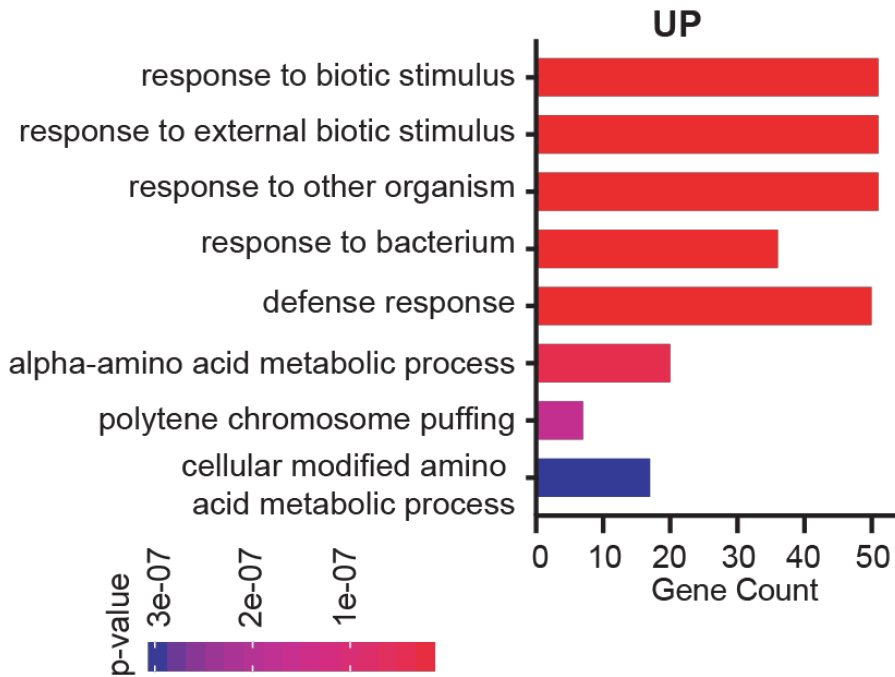 UP
response to biotic stimulus
response to external biotic stimulus
response to other organism
response to bacterium
defense response
alpha-amino acid metabolic process
polytene chromosome puffing
cellular modified amino
acid metabolic process
0 10 20 30 40 50
Gene Count
p-value
3e-07
2e-07
1e-07